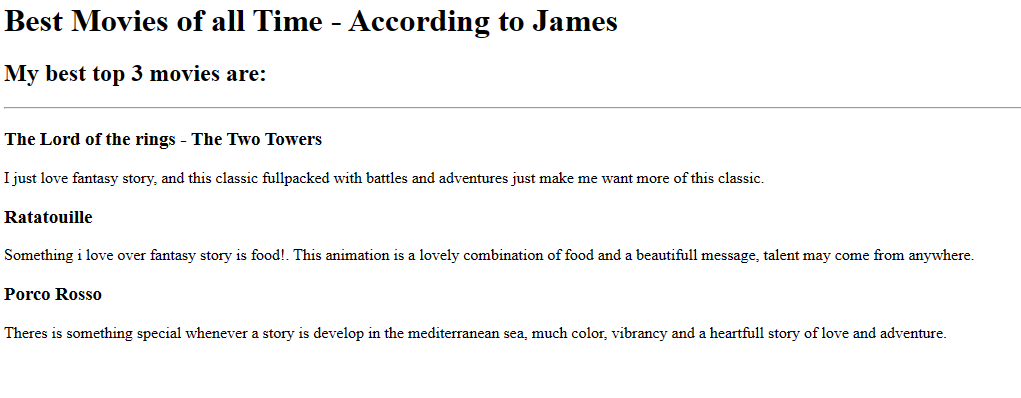 Best Movies of all Time - According to James
My best top 3 movies are:
The Lord of the rings - The Two Towers
I just love fantasy story, and this classic fullpacked with battles and adventures just make me want more of this classic.
Ratatouille
Something i love over fantasy story is food!. This animation is a lovely combination of food and a beautifull message, talent may come from anywhere.
Porco Rosso
Theres is something special whenever a story is develop in the mediterranean sea, much color, vibrancy and a heartfull story of love and adventure.